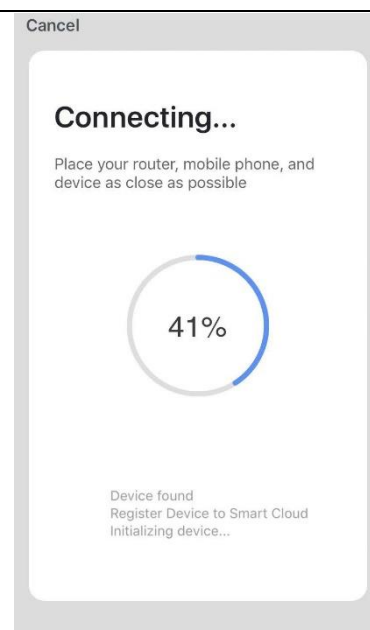 Cancel
Connecting...
Place your router, mobile phone, and
device as close as possible
41%
Device found
Register Device to Smart Cloud
Initializing device...